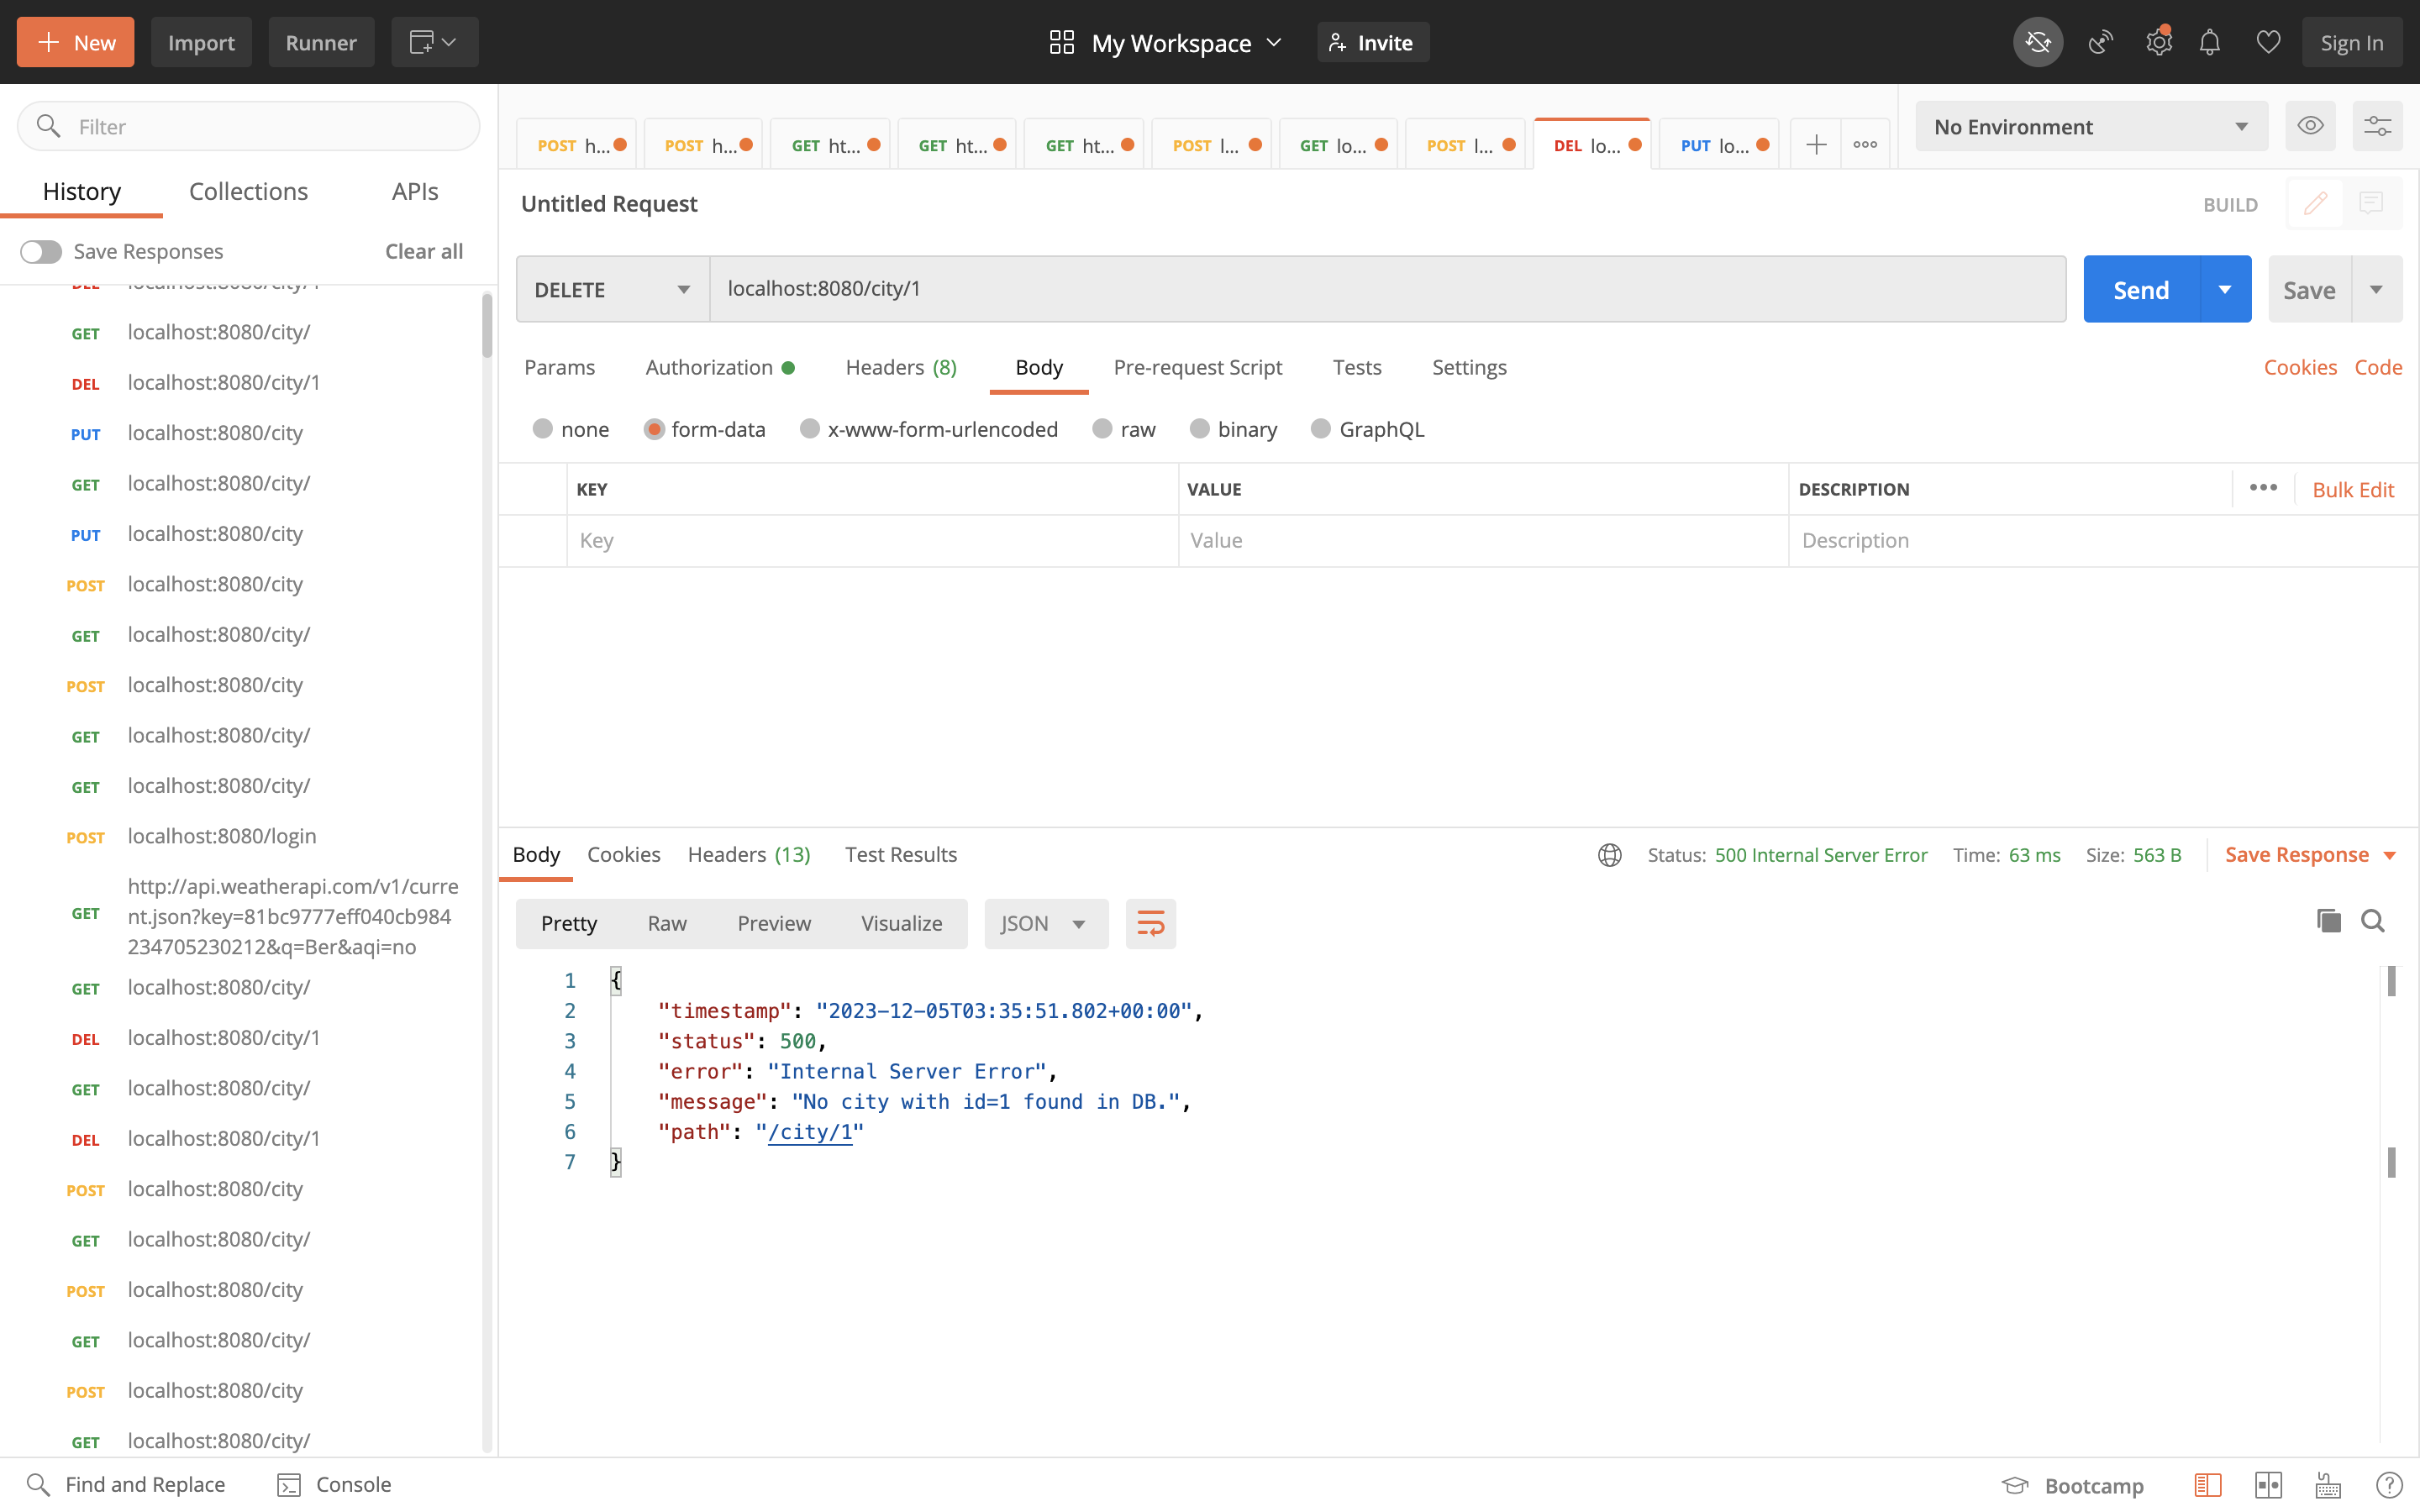 New
Import
Runner
My Workspace
Invite
Sign In
Filter
History
Collections
APIs
Save Responses
Clear all
DEL localhost:8080/city/1
GET localhost:8080/city/
DEL localhost:8080/city/1
PUT localhost:8080/city
GET localhost:8080/city/
PUT localhost:8080/city
POST localhost:8080/city
GET localhost:8080/city/
POST localhost:8080/city
GET localhost:8080/city/
GET localhost:8080/city/
POST localhost:8080/login
http://api.weatherapi.com/v1/curre
GET nt.json?key=81bc9777eff040cb984
234705230212&q=Ber&aqi=no
GET localhost:8080/city/
DEL localhost:8080/city/1
GET localhost:8080/city/
DEL localhost:8080/city/1
POST localhost:8080/city
GET localhost:8080/city/
POST localhost:8080/city
GET localhost:8080/city/
POST localhost:8080/city
GET localhost:8080/city/
POST h...
POST h...
GET ht...
GET ht...
GET ht...
POST l...
GET lo...
POST l...
DEL lo...
PUT lo...
No Environment
Untitled Request
BUILD
DELETE
localhost:8080/city/1
Send
Save
Params
Authorization
Headers (8)
Body
Pre-request Script
Tests
Settings
Cookies
Code
none
form-data
x-www-form-urlencoded
raw
binary
GraphQL
KEY
VALUE
DESCRIPTION
Bulk Edit
Key
Value
Description
Body
Cookies
Headers (13)
Test Results
Status: 500 Internal Server Error
Time: 63 ms
Size: 563 B
Save Response
Pretty
Raw
Preview
Visualize
JSON
1 {
2 "timestamp": "2023-12-05T03:35:51.802+00:00",
3 "status": 500,
4 "error": "Internal Server Error",
5 "message": "No city with id=1 found in DB.",
6 "path": "/city/1"
7 }
Find and Replace
Console
Bootcamp